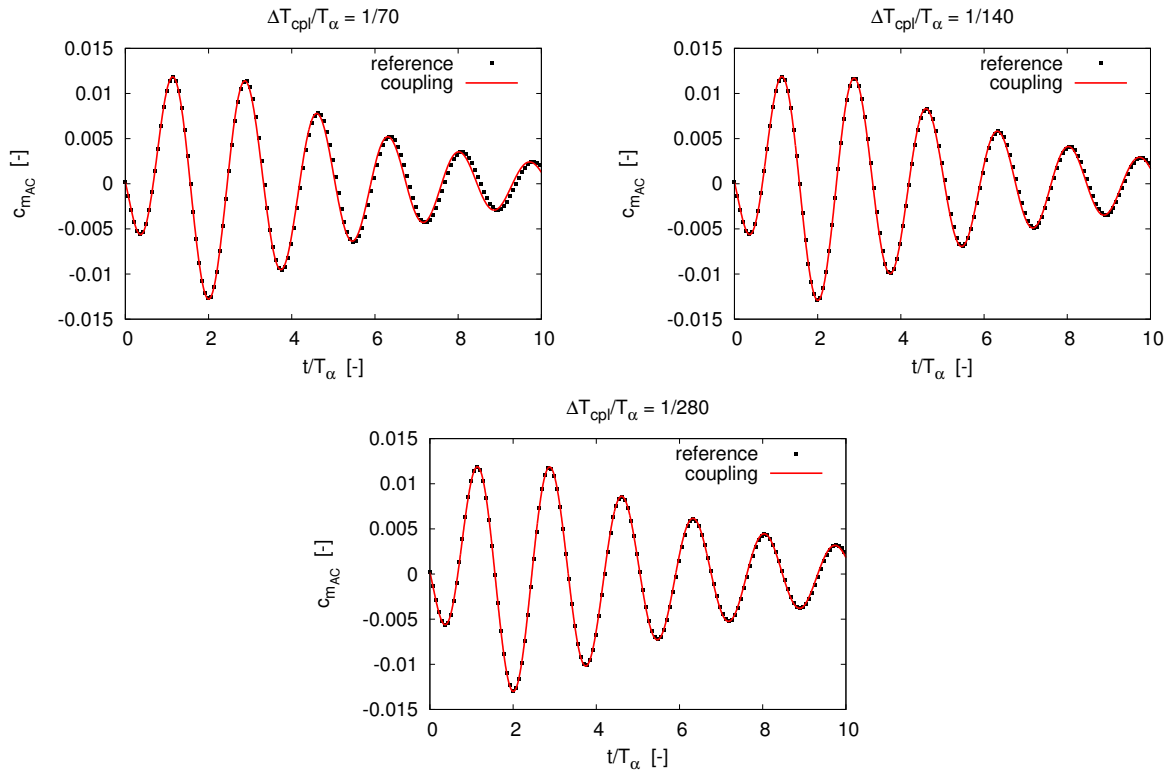 ΔT_cpl/T_α = 1/70
reference
coupling
0.015
0.01
0.005
0
-0.005
-0.01
-0.015
c_m_AC [-]
0 2 4 6 8 10
t/T_α [-]
ΔT_cpl/T_α = 1/140
reference
coupling
0.015
0.01
0.005
0
-0.005
-0.01
-0.015
c_m_AC [-]
0 2 4 6 8 10
t/T_α [-]
ΔT_cpl/T_α = 1/280
reference
coupling
0.015
0.01
0.005
0
-0.005
-0.01
-0.015
c_m_AC [-]
0 2 4 6 8 10
t/T_α [-]